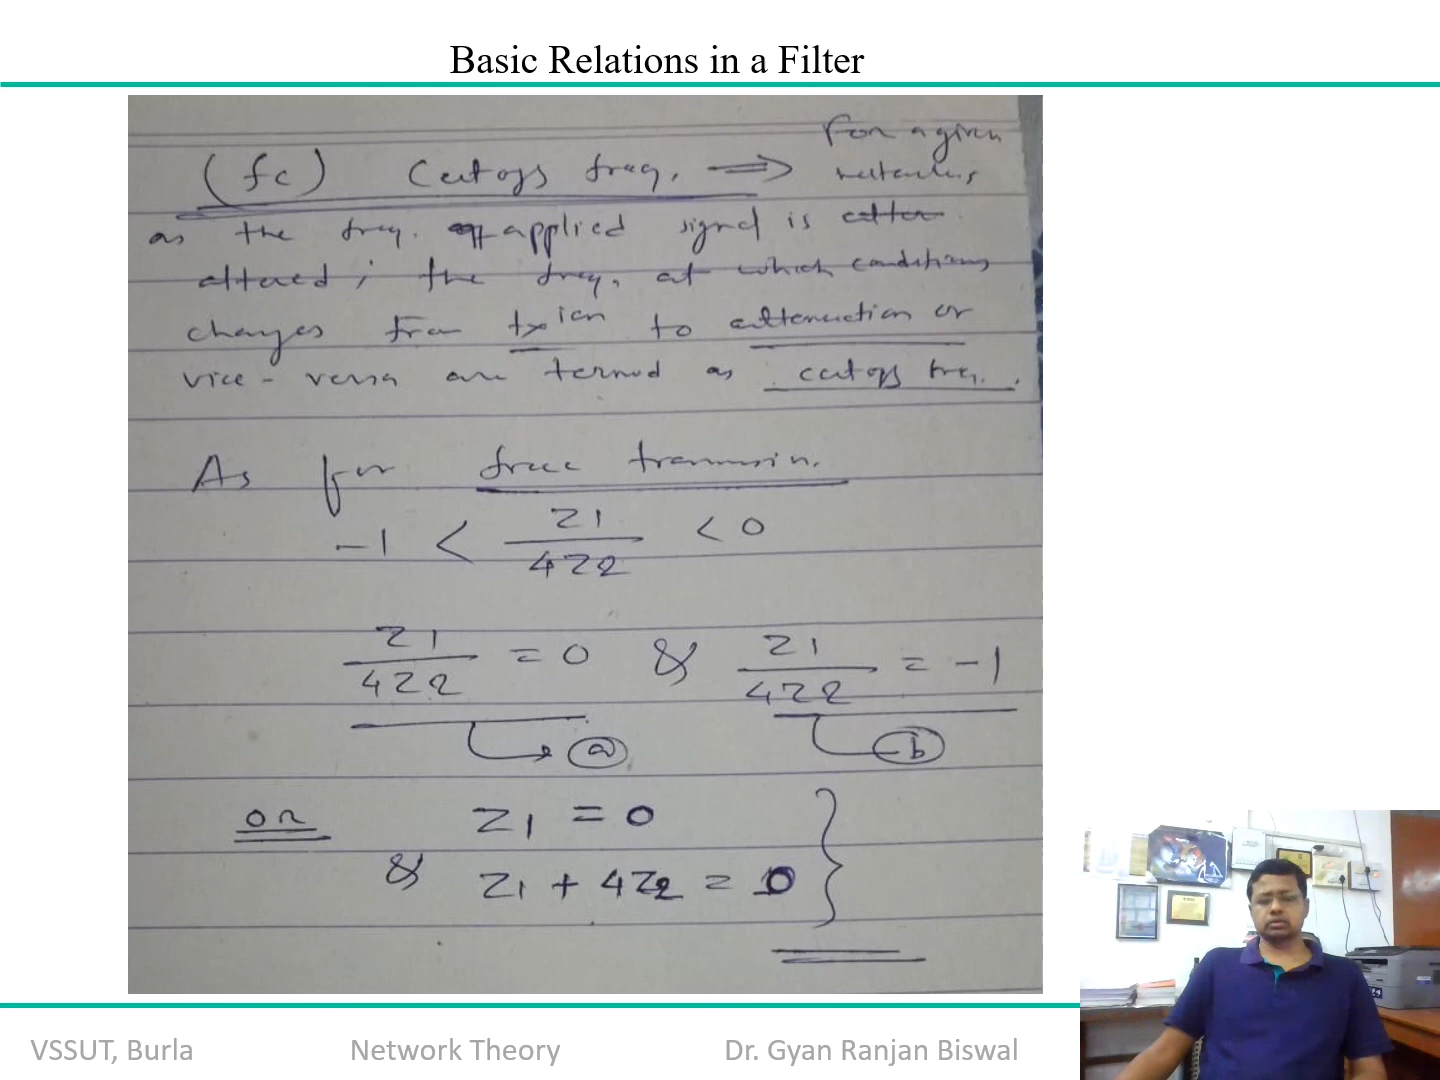 Basic Relations in a Filter
(fc) Cutoff freq. ⟹ For a given
networks,
as the freq. of applied signal is alter
altered; the freq. at which conditions
changes from txion to attenuation or
vice-versa are termed as cutoff freq.
As for free transmission.
-1 < Z1/4Z2 < 0
Z1/4Z2 = 0 & Z1/4Z2 = -1
a b
or Z1 = 0
& Z1 + 4Z2 = 0
VSSUT, Burla Network Theory Dr. Gyan Ranjan Biswal